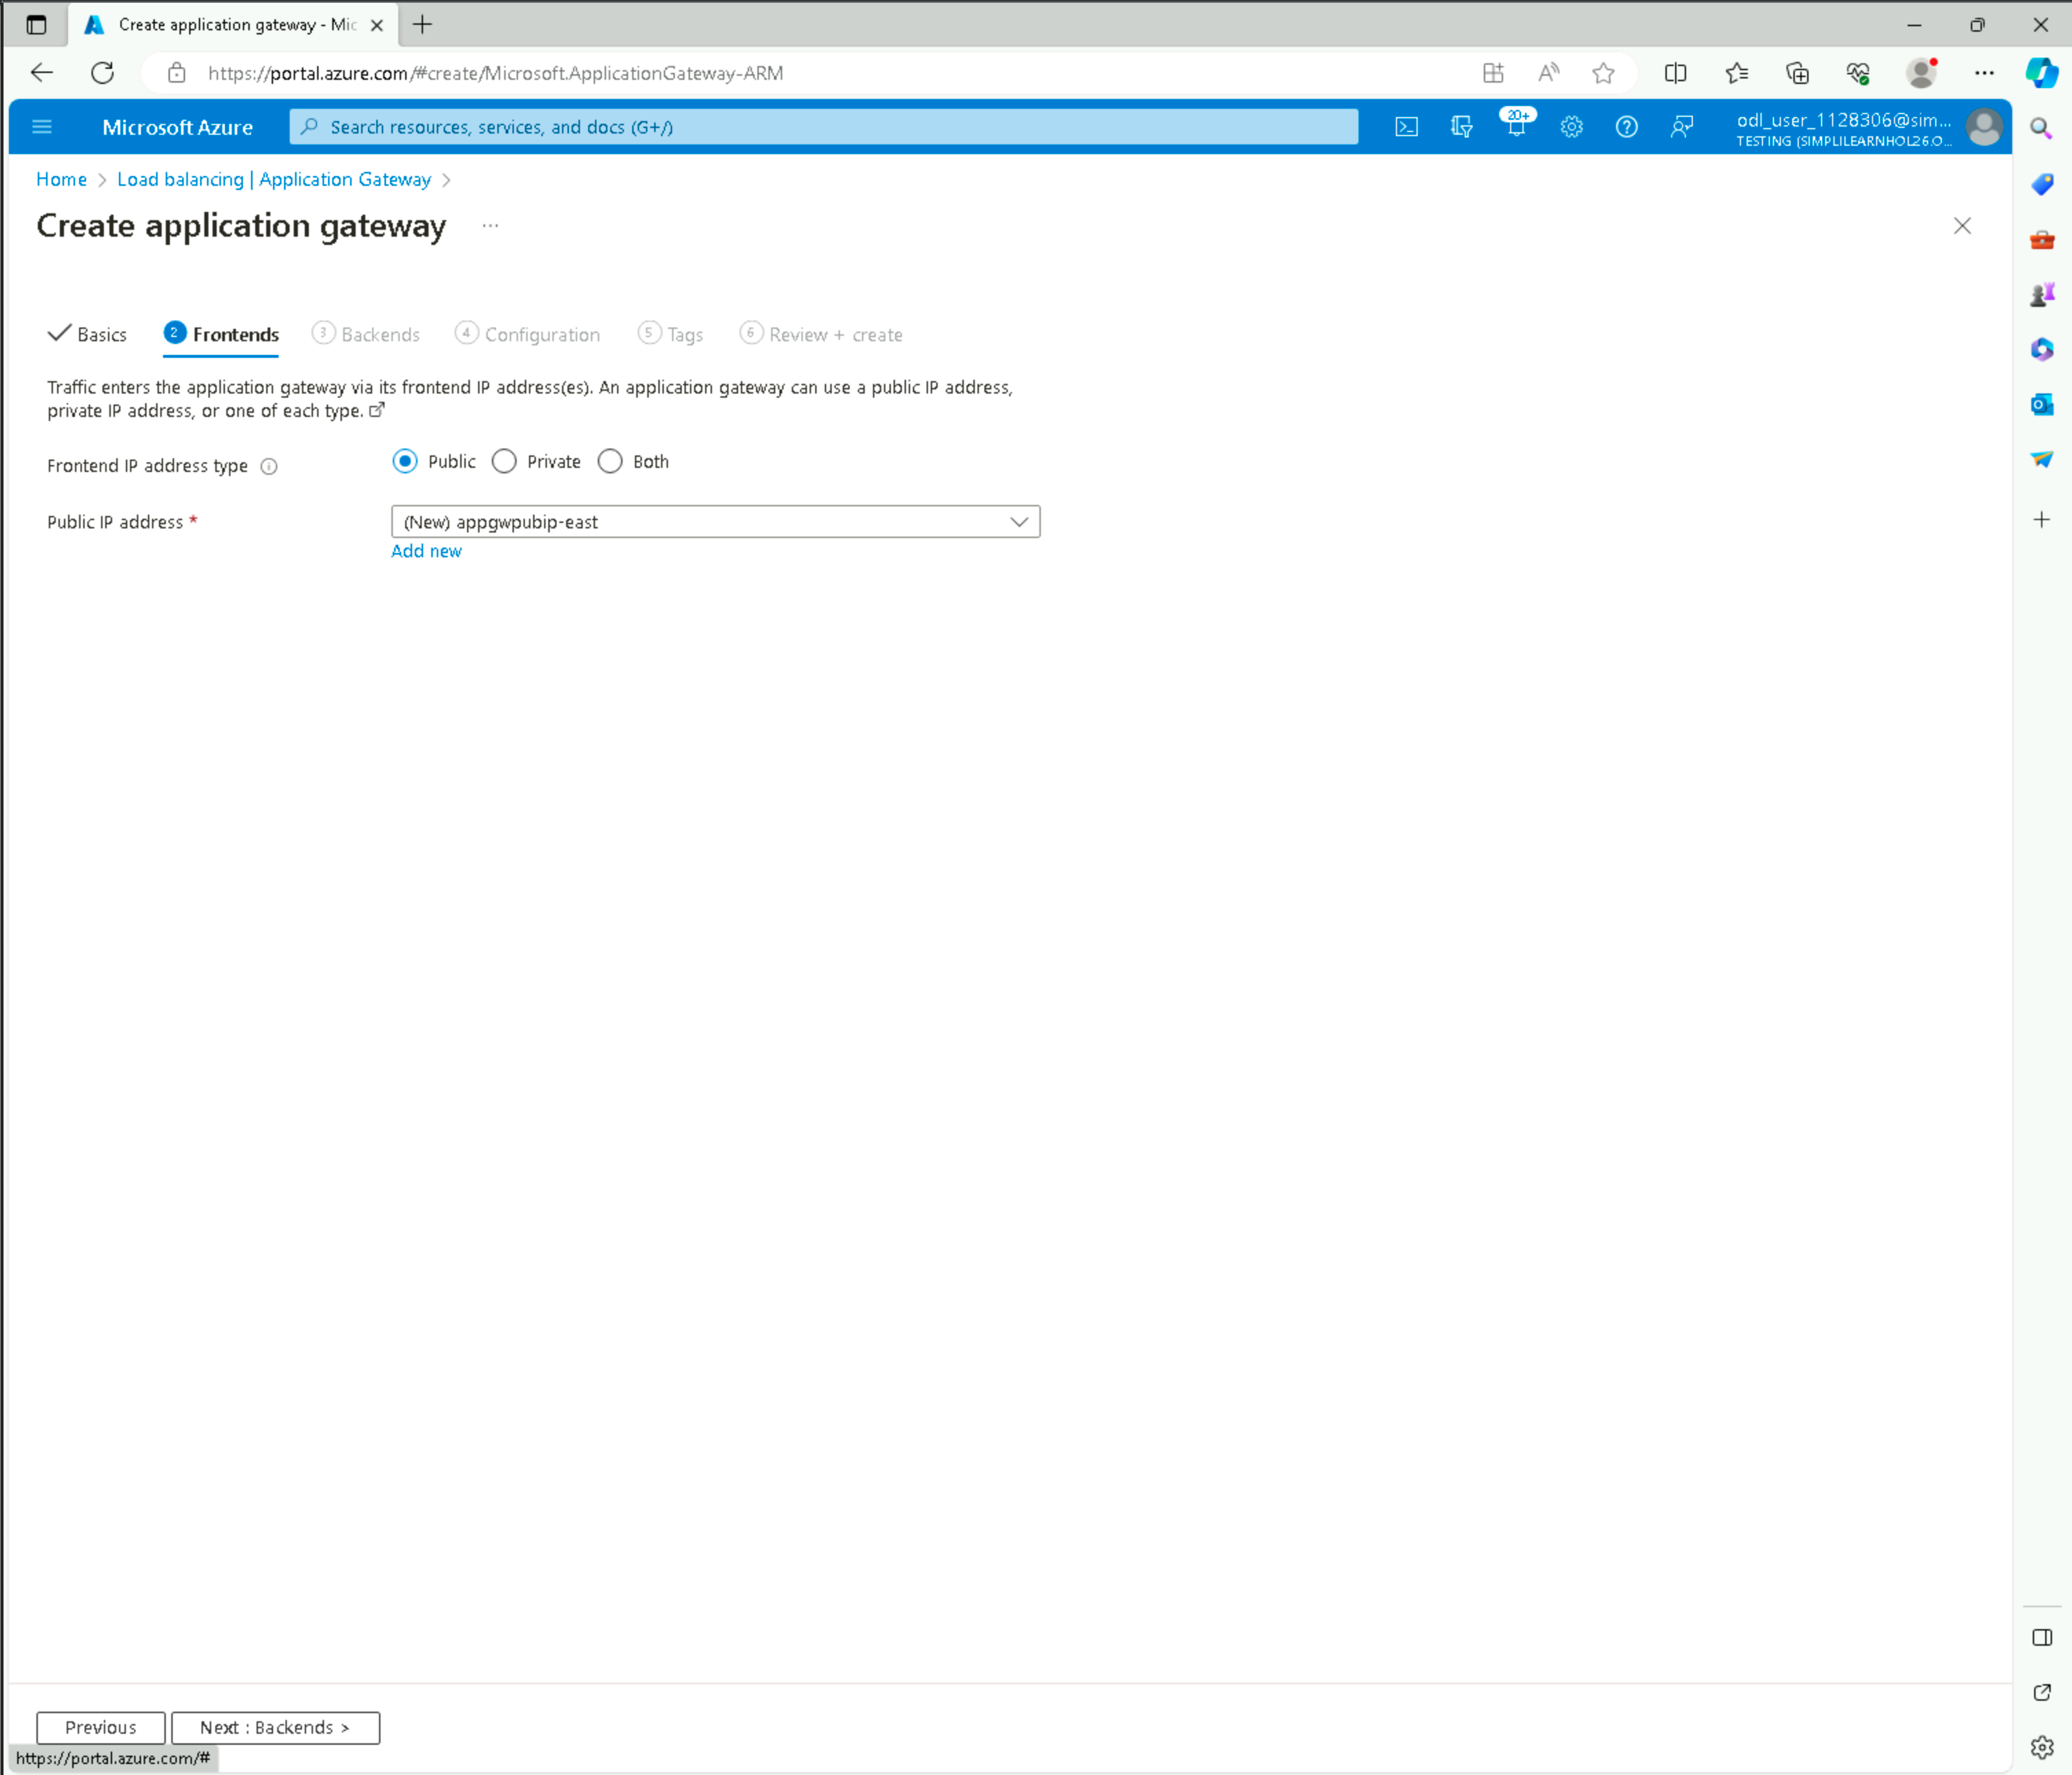 Create application gateway - Mic
https://portal.azure.com/#create/Microsoft.ApplicationGateway-ARM
Microsoft Azure
Search resources, services, and docs (G+/)
20+
odl_user_1128306@sim...
TESTING (SIMPLILEARNHOL26.O...
Home > Load balancing | Application Gateway >
Create application gateway ...
Basics 2 Frontends 3 Backends 4 Configuration 5 Tags 6 Review + create
Traffic enters the application gateway via its frontend IP address(es). An application gateway can use a public IP address,
private IP address, or one of each type.
Frontend IP address type Public Private Both
Public IP address * (New) appgwpubip-east
Add new
Previous Next : Backends >
https://portal.azure.com/#